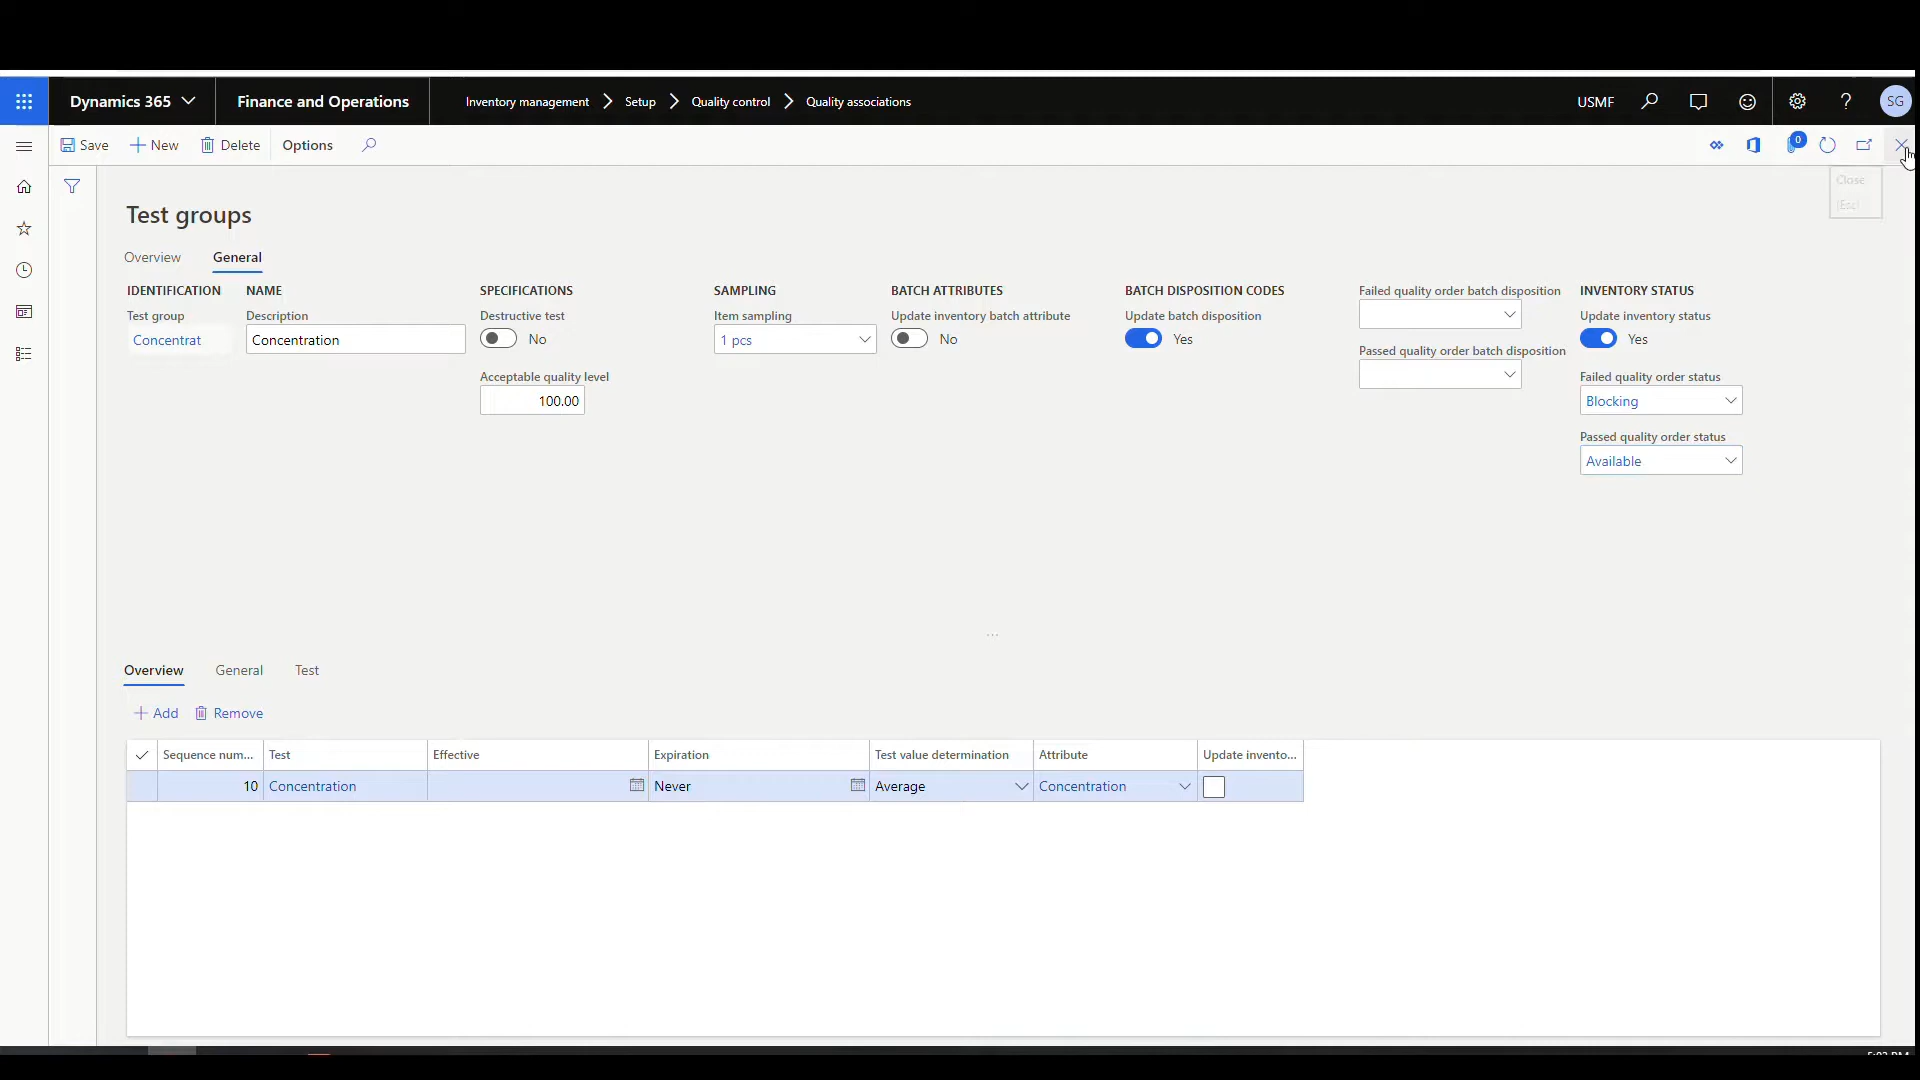 Dynamics 365
Finance and Operations
Inventory management
Setup
Quality control
Quality associations
USMF
?
SG
Save
New
Delete
Options
0
Close
(Esc)
Test groups
Overview
General
IDENTIFICATION
NAME
SPECIFICATIONS
SAMPLING
BATCH ATTRIBUTES
BATCH DISPOSITION CODES
Failed quality order batch disposition
INVENTORY STATUS
Test group
Description
Destructive test
Item sampling
Update inventory batch attribute
Update batch disposition
Update inventory status
Concentrat
Concentration
No
1 pcs
No
Yes
Yes
Passed quality order batch disposition
Acceptable quality level
100.00
Failed quality order status
Blocking
Passed quality order status
Available
...
Overview
General
Test
Add
Remove
Sequence num...
Test
Effective
Expiration
Test value determination
Attribute
Update invento...
10
Concentration
Never
Average
Concentration